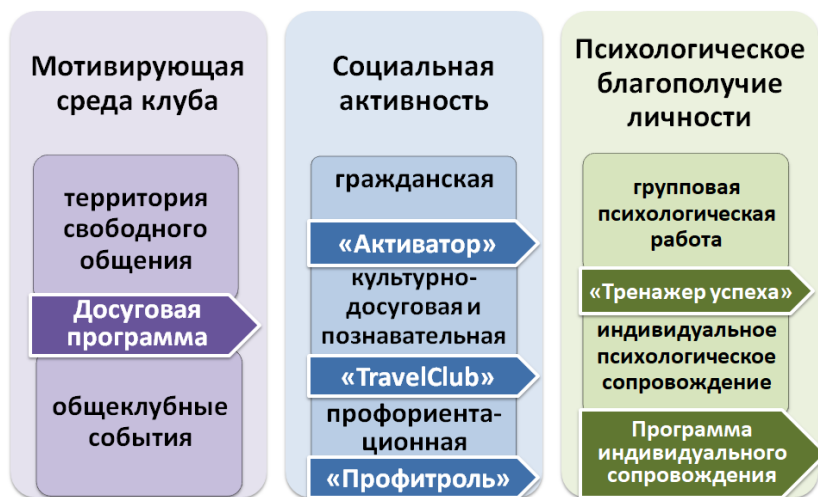 Мотивирующая
среда клуба
территория
свободного
общения
Досуговая
программа
общеклубные
события
Социальная
активность
гражданская
«Активатор»
культурно-
досуговая и
познавательная
«TravelClub»
профориента-
ционная
«Профитроль»
Психологическое
благополучие
личности
групповая
психологическая
работа
«Тренажер успеха»
индивидуальное
психологическое
сопровождение
Программа
индивидуального
сопровождения